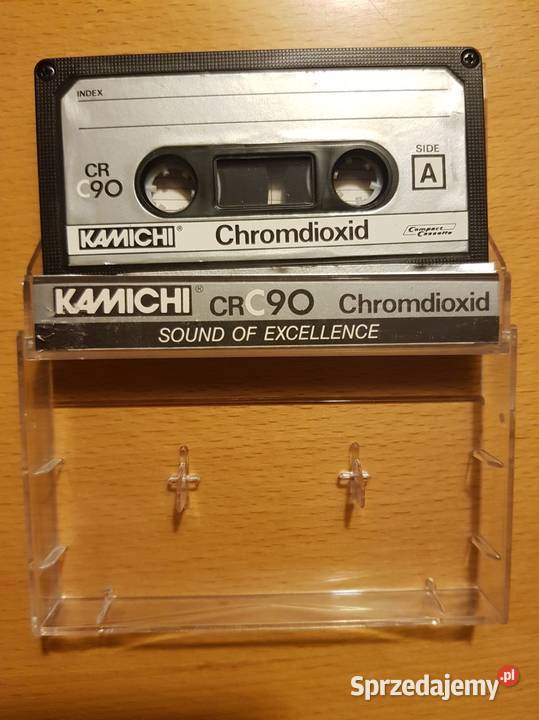 INDEX
SIDE
A
CR
C90
KAMICHI® Chromdioxid Compact Cassette
KAMICHI® CRC90 Chromdioxid
SOUND OF EXCELLENCE
Sprzedajemy.pl